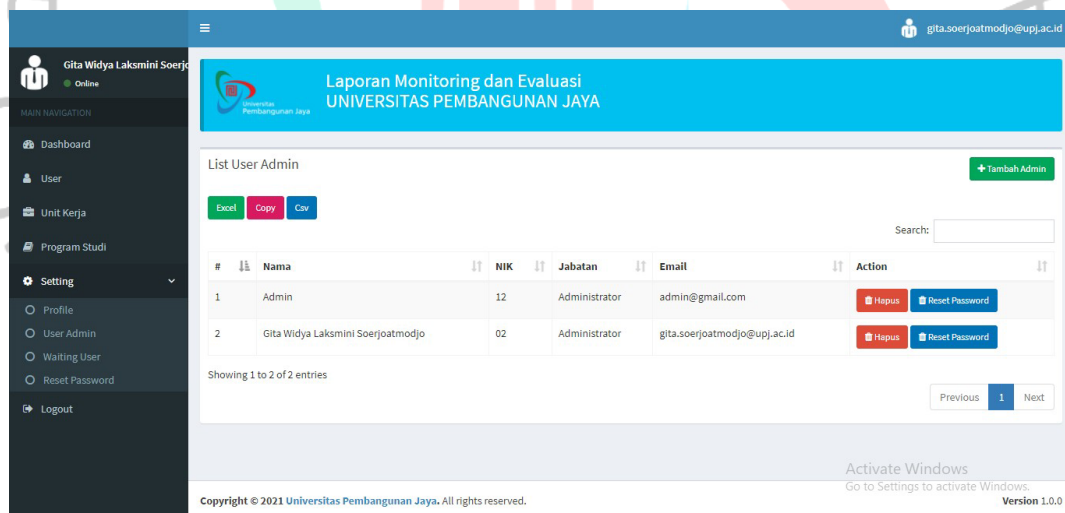 gita.soerjoatmodjo@upj.ac.id
Gita Widya Laksmini Soerjo
Online
MAIN NAVIGATION
Dashboard
User
Unit Kerja
Program Studi
Setting
Profile
User Admin
Waiting User
Reset Password
Logout
Universitas
Pembangunan Jaya
Laporan Monitoring dan Evaluasi
UNIVERSITAS PEMBANGUNAN JAYA
List User Admin
Tambah Admin
Excel Copy Csv
Search:
# Nama NIK Jabatan Email Action
1 Admin 12 Administrator admin@gmail.com Hapus Reset Password
2 Gita Widya Laksmini Soerjoatmodjo 02 Administrator gita.soerjoatmodjo@upj.ac.id Hapus Reset Password
Showing 1 to 2 of 2 entries
Previous 1 Next
Activate Windows
Go to Settings to activate Windows.
Copyright © 2021 Universitas Pembangunan Jaya. All rights reserved.
Version 1.0.0